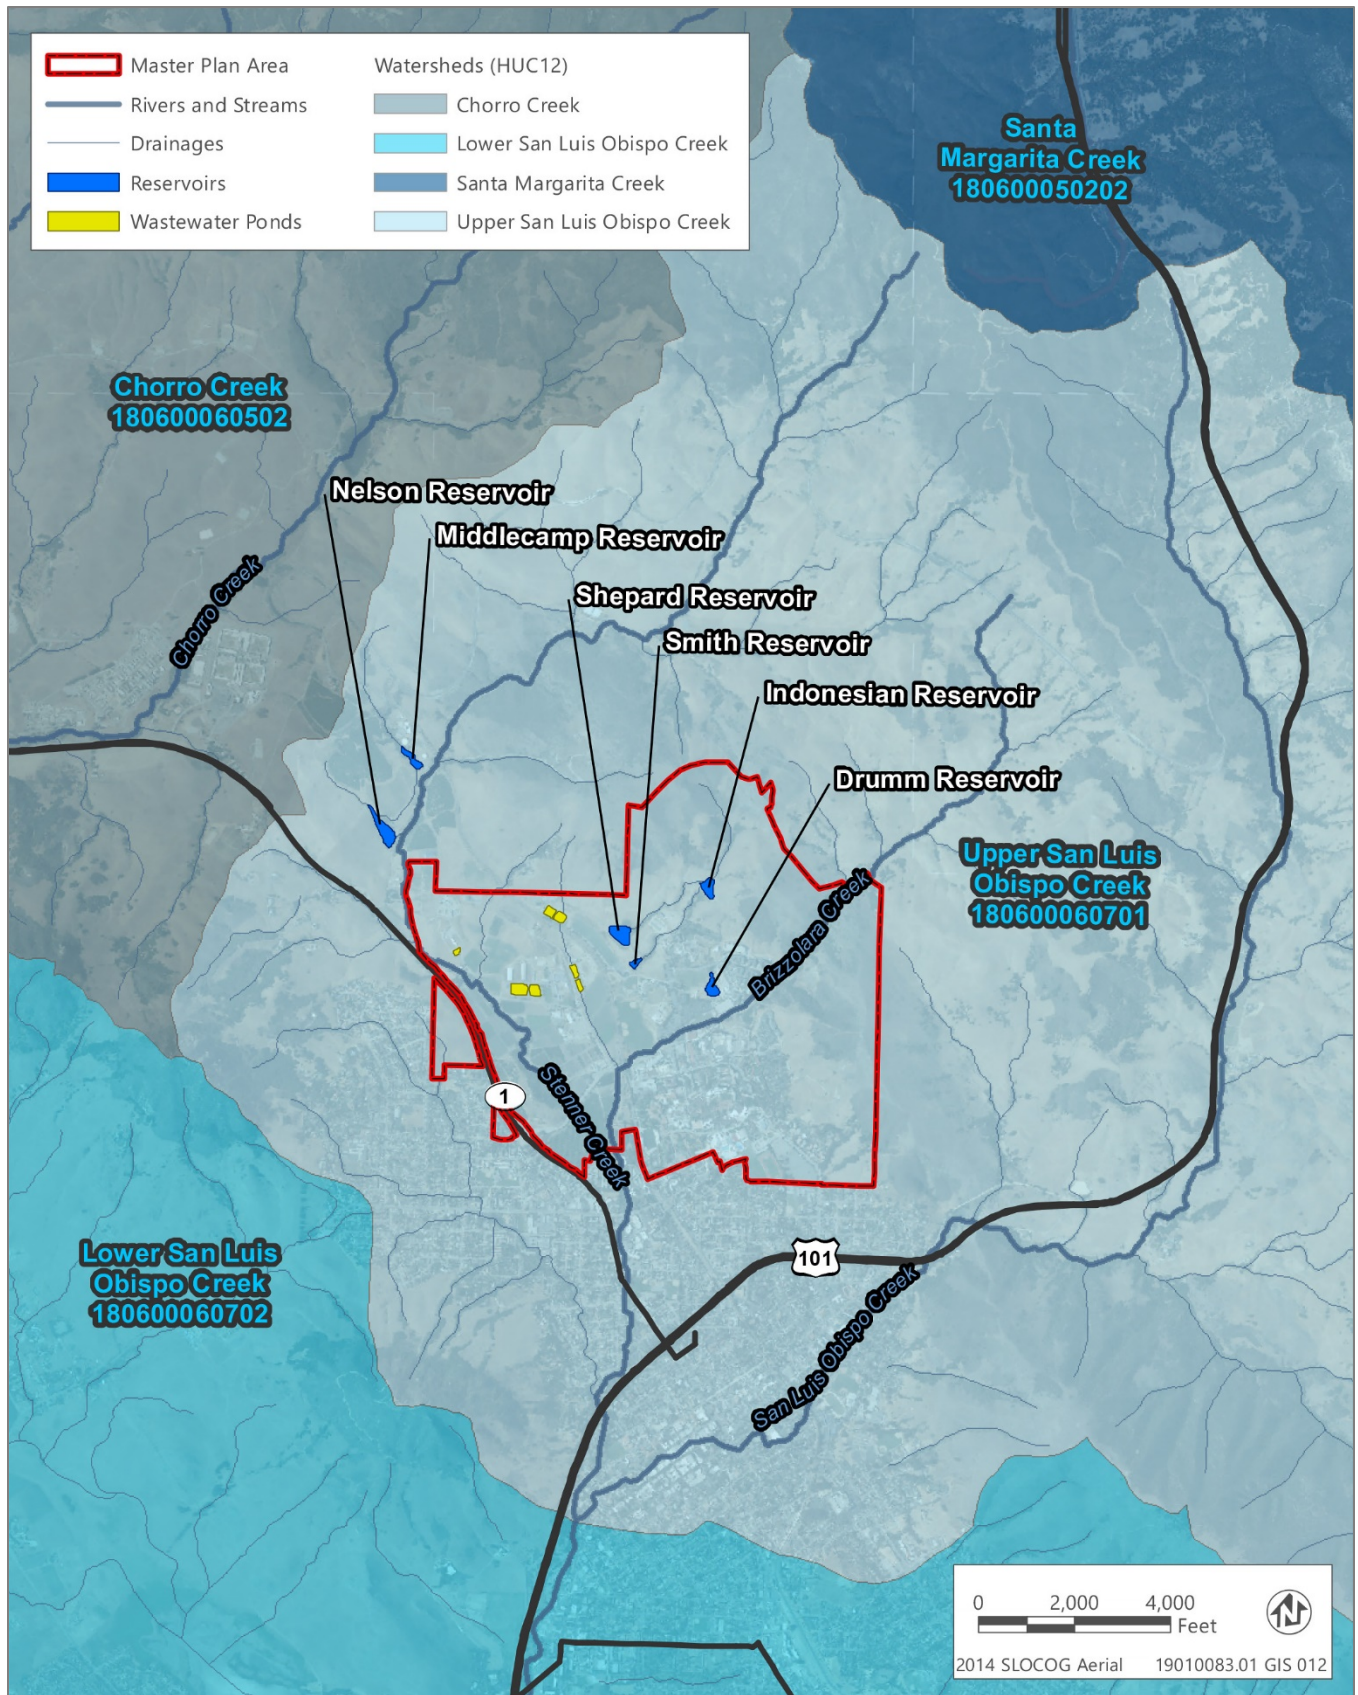 Master Plan Area
Rivers and Streams
Drainages
Reservoirs
Wastewater Ponds
Watersheds (HUC12)
Chorro Creek
Lower San Luis Obispo Creek
Santa Margarita Creek
Upper San Luis Obispo Creek
Santa
Margarita Creek
180600050202
Chorro Creek
180600060502
Nelson Reservoir
Middlecamp Reservoir
Chorro Creek
Shepard Reservoir
Smith Reservoir
Indonesian Reservoir
Drumm Reservoir
Upper San Luis
Obispo Creek
180600060701
Brizzolara Creek
Stenner Creek
1
Lower San Luis
Obispo Creek
180600060702
101
San Luis Obispo Creek
0 2,000 4,000
Feet
N
2014 SLOCOG Aerial 19010083.01 GIS 012